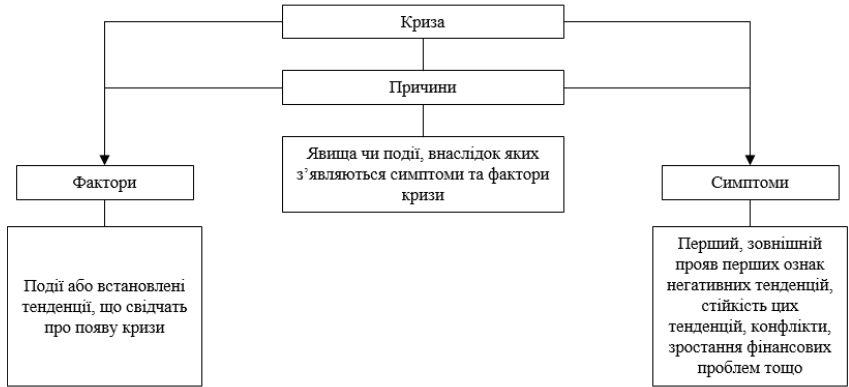 Криза
Причини
Явища чи події, внаслідок яких
з’являються симптоми та фактори
кризи
Фактори
Симптоми
Події або встановлені
тенденції, що свідчать
про появу кризи
Перший, зовнішній
прояв перших ознак
негативних тенденцій,
стійкість цих
тенденцій, конфлікти,
зростання фінансових
проблем тощо